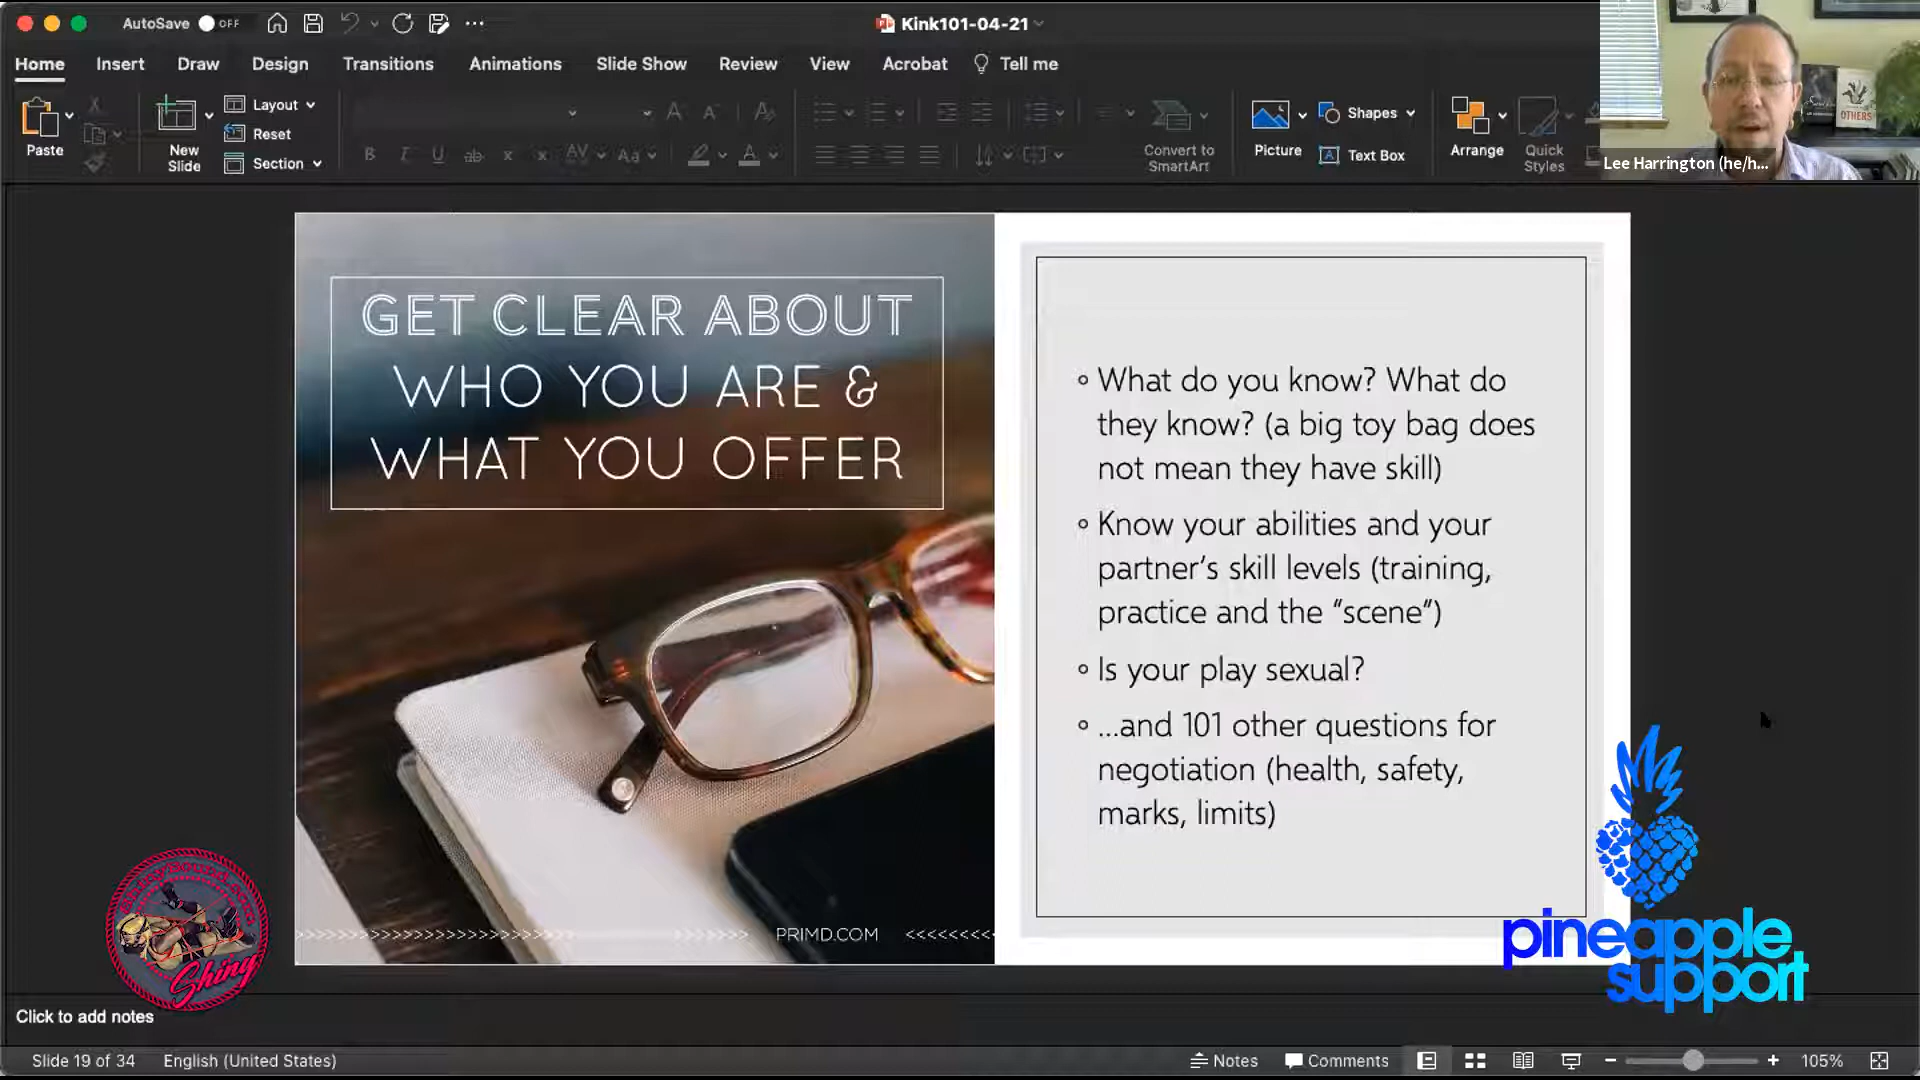 AutoSave OFF
Kink101-04-21
Home Insert Draw Design Transitions Animations Slide Show Review View Acrobat Tell me
Paste
New
Slide
Layout
Reset
Section
Convert to
SmartArt
Picture
Shapes
Text Box
Arrange
Quick
Styles
OTHERS
Lee Harrington (he/h...
GET CLEAR ABOUT
WHO YOU ARE &
WHAT YOU OFFER
PRIMD.COM
What do you know? What do
they know? (a big toy bag does
not mean they have skill)
Know your abilities and your
partner's skill levels (training,
practice and the “scene”)
Is your play sexual?
...and 101 other questions for
negotiation (health, safety,
marks, limits)
Shiny
pineapple
support
Click to add notes
Slide 19 of 34 English (United States) Notes Comments 105%